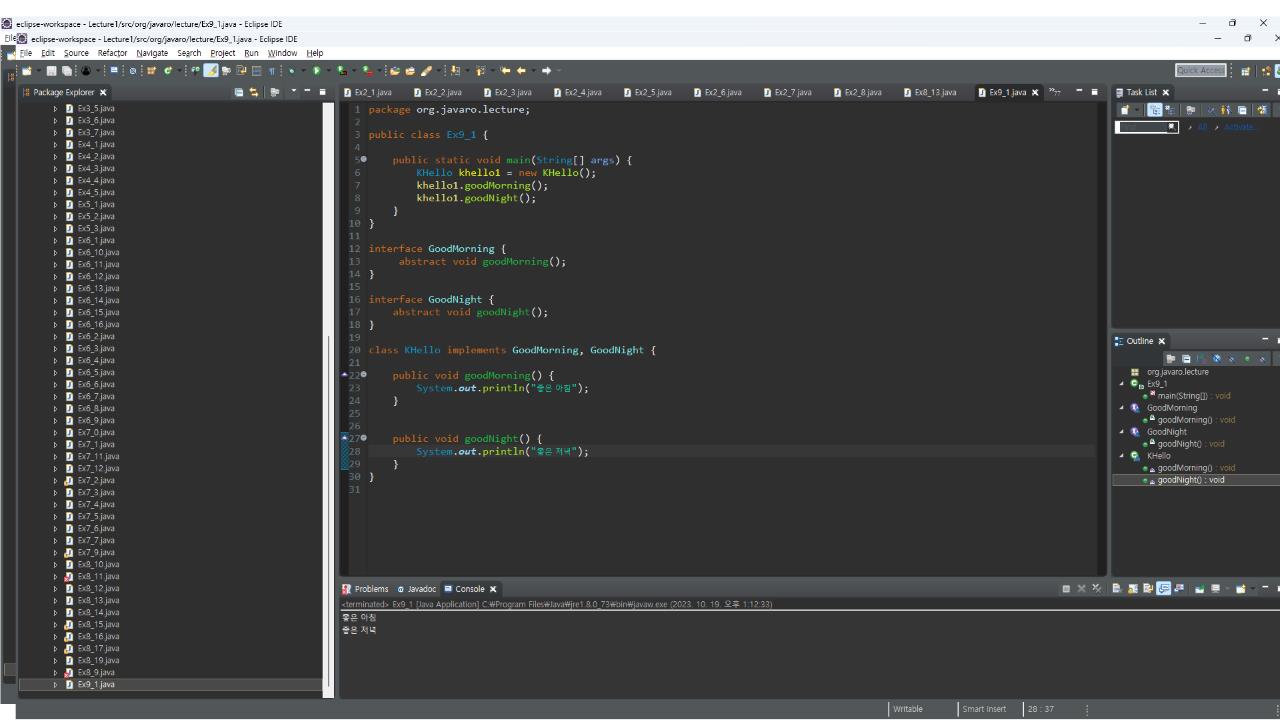 eclipse-workspace - Lecture1/src/org/javaro/lecture/Ex9_1.java - Eclipse IDE
eclipse-workspace - Lecture1/src/org/javaro/lecture/Ex9_1.java - Eclipse IDE
File Edit Source Refactor Navigate Search Project Run Window Help
Quick Access
Package Explorer
Ex3_5.java
Ex3_6.java
Ex3_7.java
Ex4_1.java
Ex4_2.java
Ex4_3.java
Ex4_4.java
Ex4_5.java
Ex5_1.java
Ex5_2.java
Ex5_3.java
Ex6_1.java
Ex6_10.java
Ex6_11.java
Ex6_12.java
Ex6_13.java
Ex6_14.java
Ex6_15.java
Ex6_16.java
Ex6_2.java
Ex6_3.java
Ex6_4.java
Ex6_5.java
Ex6_6.java
Ex6_7.java
Ex6_8.java
Ex6_9.java
Ex7_0.java
Ex7_1.java
Ex7_11.java
Ex7_12.java
Ex7_2.java
Ex7_3.java
Ex7_4.java
Ex7_5.java
Ex7_6.java
Ex7_7.java
Ex7_9.java
Ex8_10.java
Ex8_11.java
Ex8_12.java
Ex8_13.java
Ex8_14.java
Ex8_15.java
Ex8_16.java
Ex8_17.java
Ex8_19.java
Ex8_9.java
Ex9_1.java
Ex2_1.java Ex2_2.java Ex2_3.java Ex2_4.java Ex2_5.java Ex2_6.java Ex2_7.java Ex2_8.java Ex8_13.java Ex9_1.java
1 package org.javaro.lecture;
2
3 public class Ex9_1 {
4
5 public static void main(String[] args) {
6 KHello khello1 = new KHello();
7 khello1.goodMorning();
8 khello1.goodNight();
9 }
10 }
11
12 interface GoodMorning {
13 abstract void goodMorning();
14 }
15
16 interface GoodNight {
17 abstract void goodNight();
18 }
19
20 class KHello implements GoodMorning, GoodNight {
21
22 public void goodMorning() {
23 System.out.println("좋은 아침");
24 }
25
26
27 public void goodNight() {
28 System.out.println("좋은 저녁");
29 }
30 }
31
Task List
All Activate...
Outline
org.javaro.lecture
Ex9_1
main(String[]) : void
GoodMorning
goodMorning() : void
GoodNight
goodNight() : void
KHello
goodMorning() : void
goodNight() : void
Problems Javadoc Console
<terminated> Ex9_1 [Java Application] C:₩Program Files₩Java₩jre1.8.0_73₩bin₩javaw.exe (2023. 10. 19. 오후 1:12:33)
좋은 아침
좋은 저녁
Writable Smart Insert 28 : 37